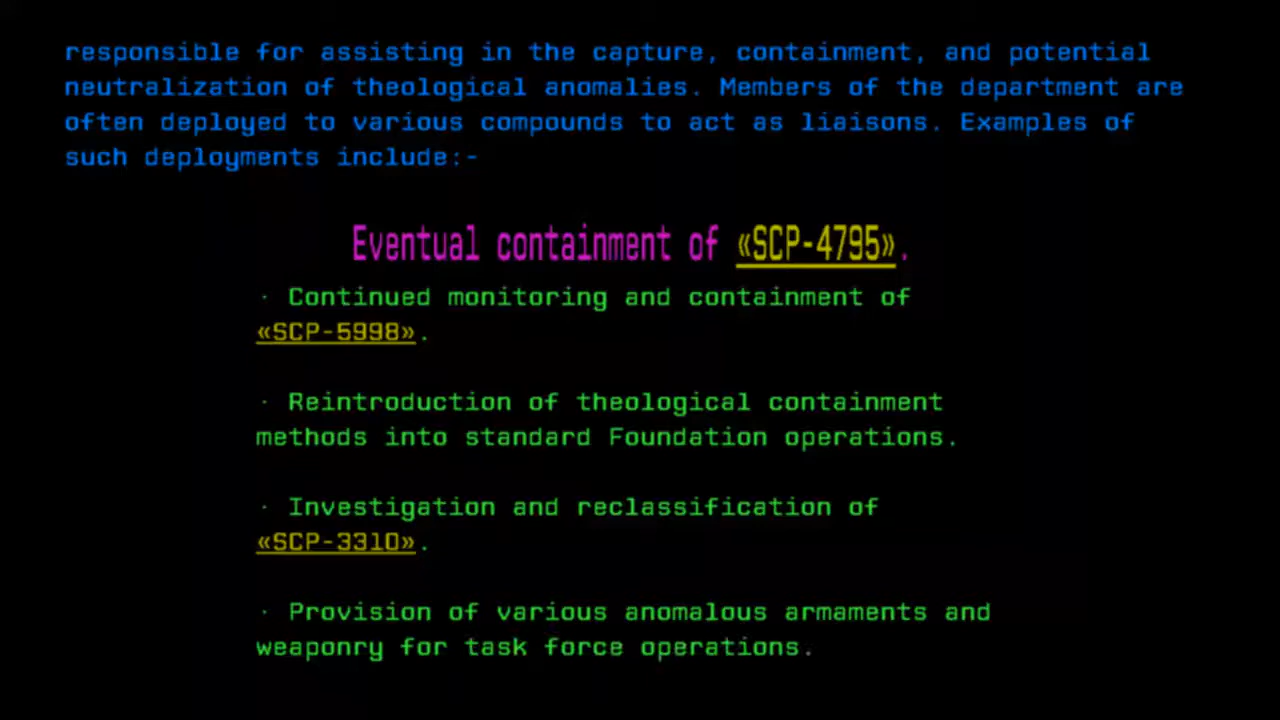 responsible for assisting in the capture, containment, and potential
neutralization of theological anomalies. Members of the department are
often deployed to various compounds to act as liaisons. Examples of
such deployments include:-
Eventual containment of «SCP-4795».
· Continued monitoring and containment of
«SCP-5998».
· Reintroduction of theological containment
methods into standard Foundation operations.
· Investigation and reclassification of
«SCP-3310».
· Provision of various anomalous armaments and
weaponry for task force operations.